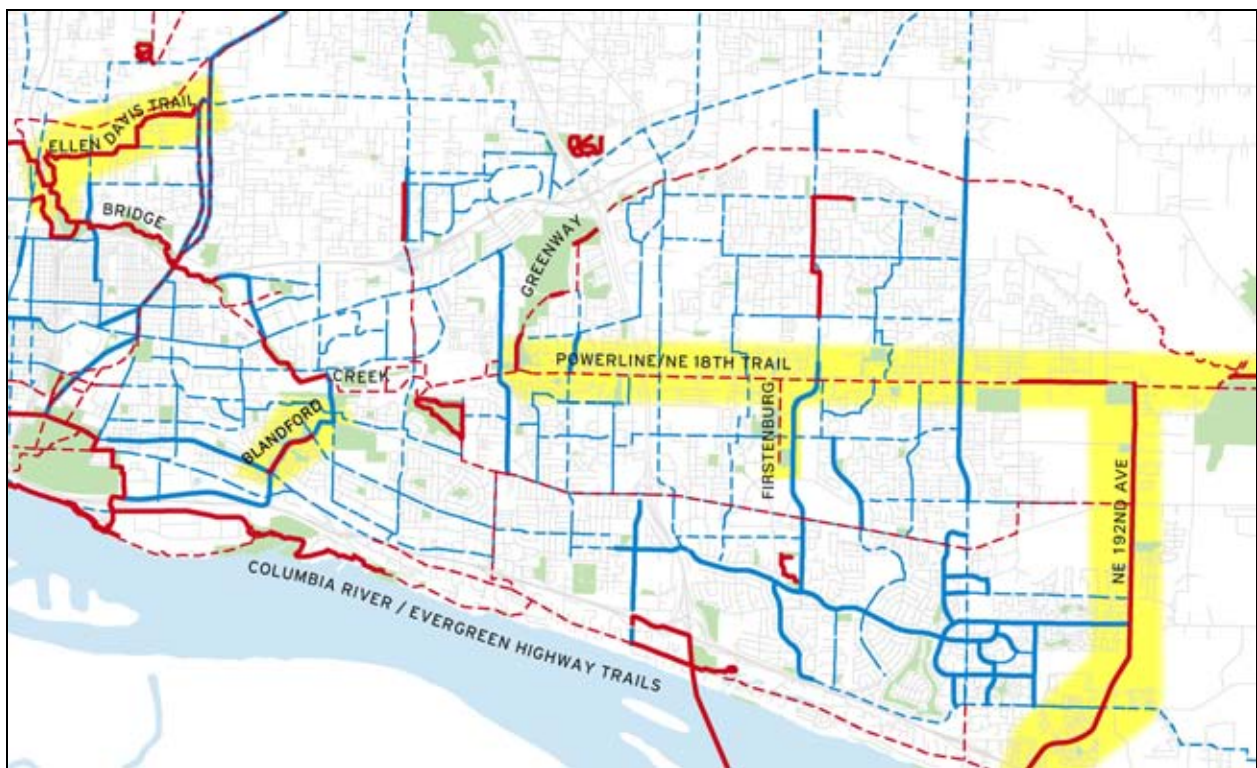 ELLEN DAVIS TRAIL
BRIDGE
GREENWAY
POWERLINE/NE 18TH TRAIL
CREEK
BLANDFORD
FIRSTENBURG
NE 192ND AVE
COLUMBIA RIVER / EVERGREEN HIGHWAY TRAILS